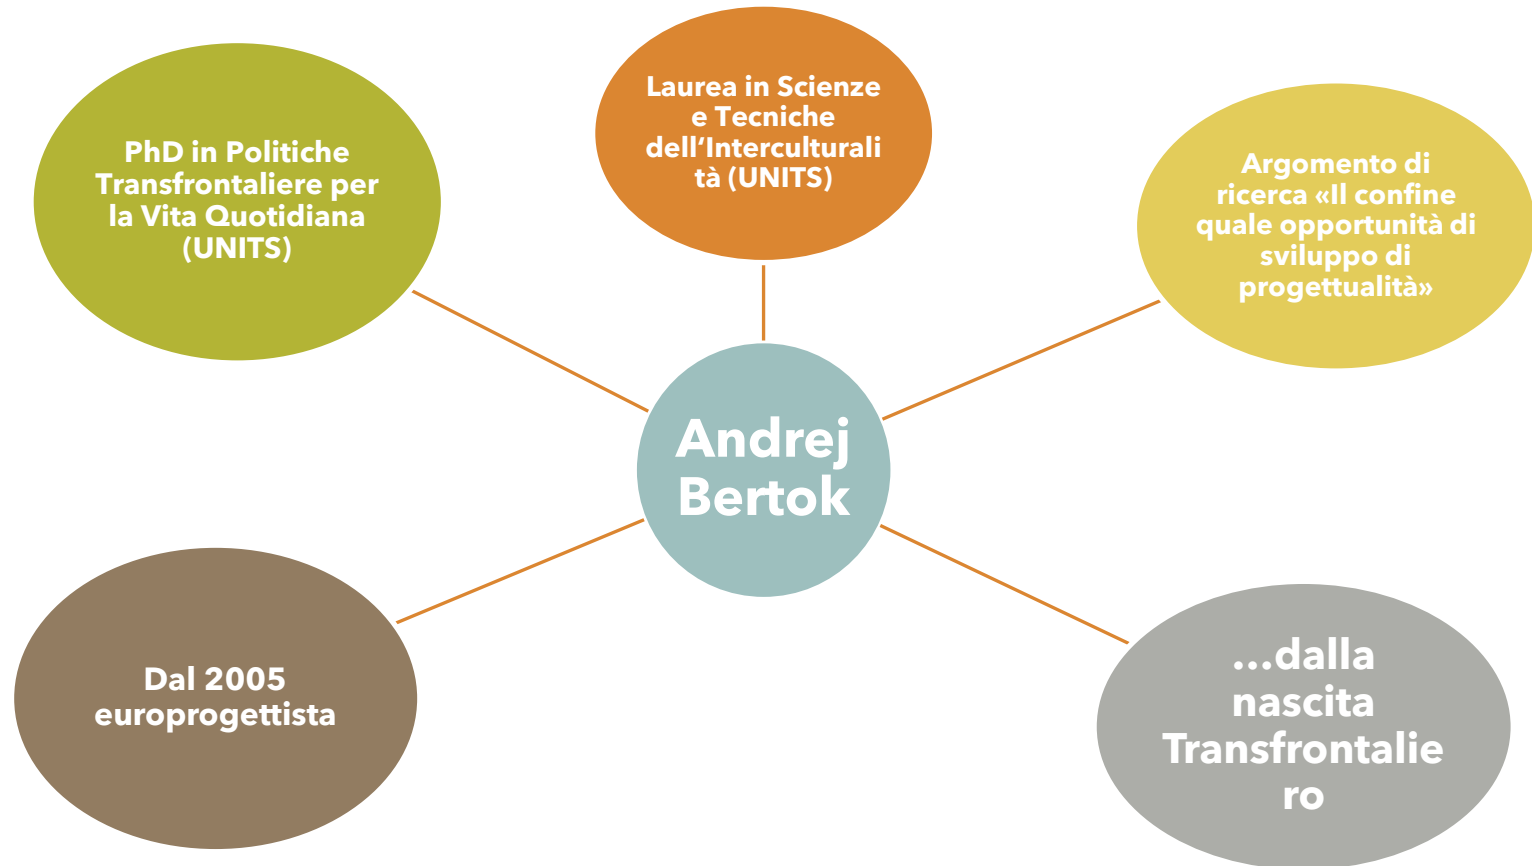 PhD in Politiche
Transfrontaliere per
la Vita Quotidiana
(UNITS)
Laurea in Scienze
e Tecniche
dell’Interculturali
tà (UNITS)
Argomento di
ricerca «Il confine
quale opportunità di
sviluppo di
progettualità»
Andrej
Bertok
Dal 2005
europrogettista
...dalla
nascita
Transfrontalie
ro